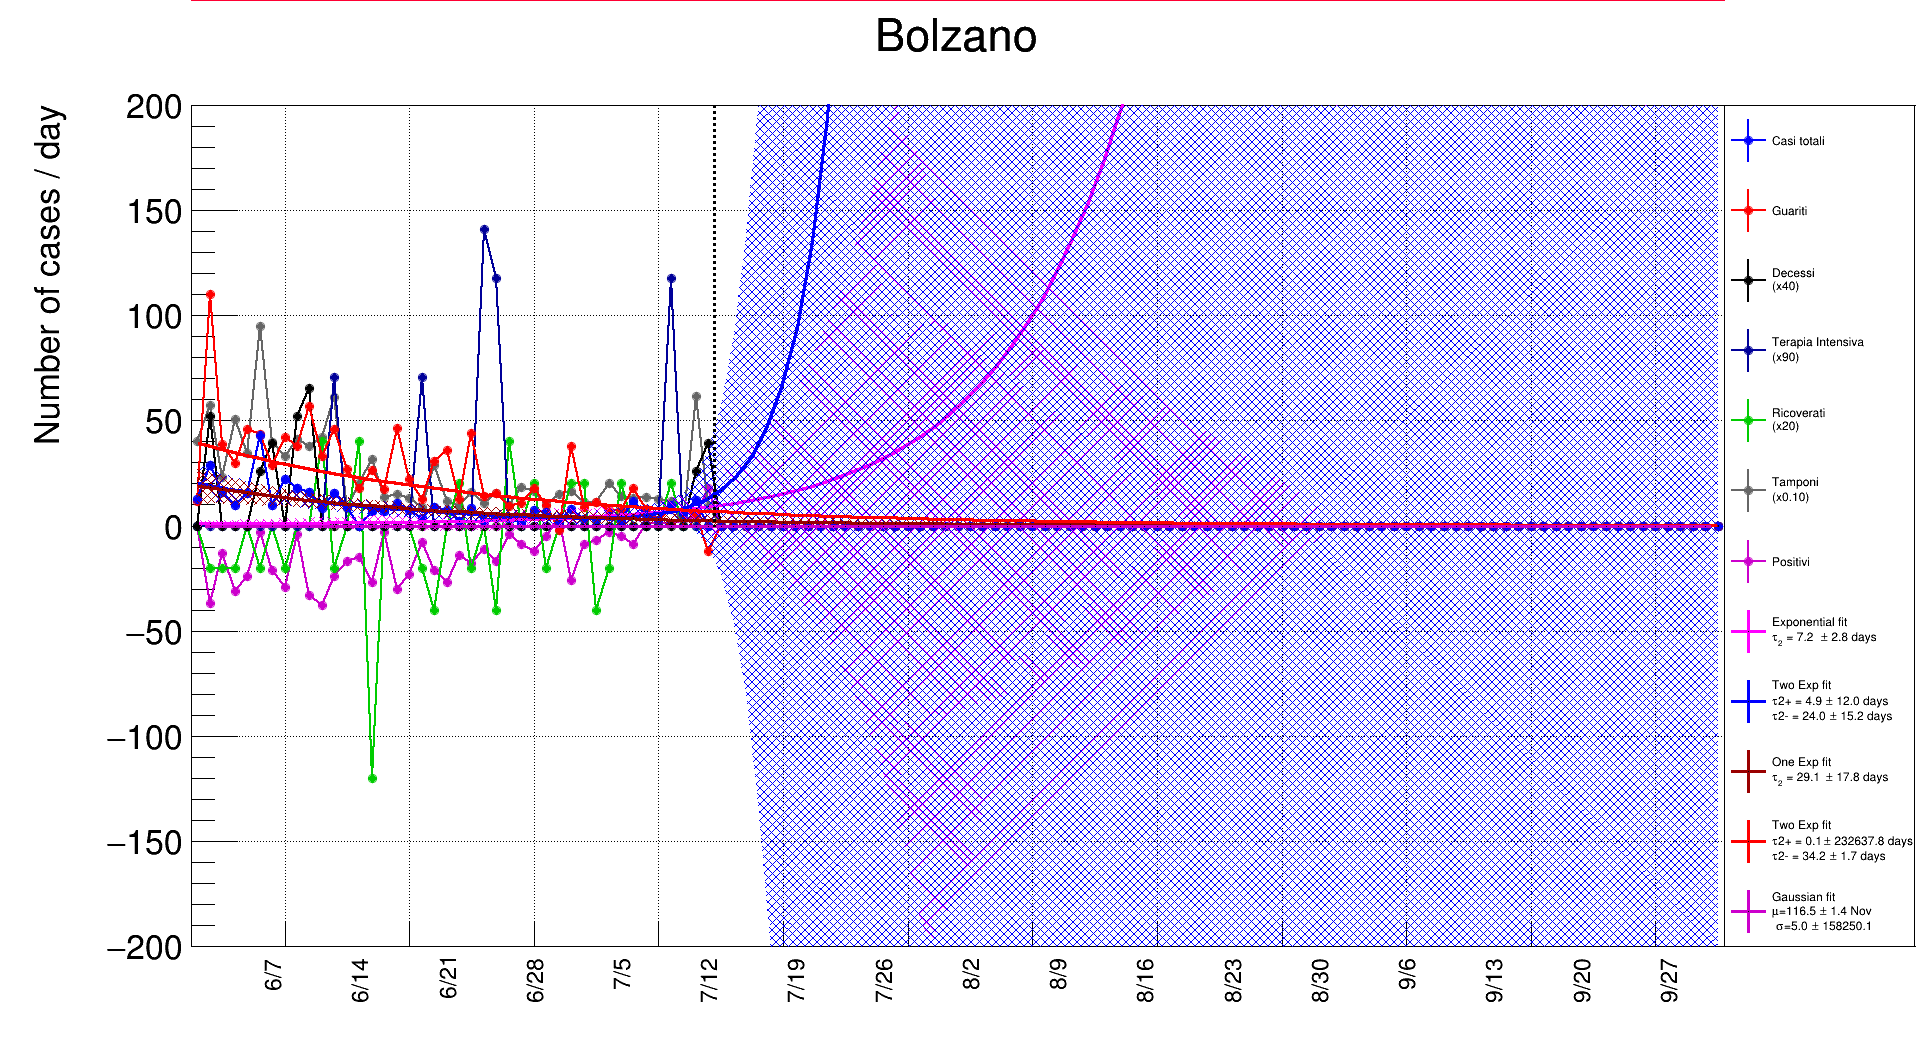 Bolzano
Number of cases / day
200
150
100
50
0
−50
−100
−150
−200
6/7
6/14
6/21
6/28
7/5
7/12
7/19
7/26
8/2
8/9
8/16
8/23
8/30
9/6
9/13
9/20
9/27
Casi totali
Guariti
Decessi
(x40)
Terapia Intensiva
(x90)
Ricoverati
(x20)
Tamponi
(x0.10)
Positivi
Exponential fit
τ2 = 7.2 ± 2.8 days
Two Exp fit
τ2+ = 4.9 ± 12.0 days
τ2- = 24.0 ± 15.2 days
One Exp fit
τ2 = 29.1 ± 17.8 days
Two Exp fit
τ2+ = 0.1 ± 232637.8 days
τ2- = 34.2 ± 1.7 days
Gaussian fit
μ=116.5 ± 1.4 Nov
σ=5.0 ± 158250.1